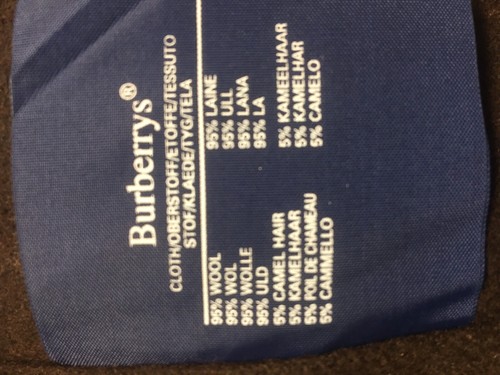 Burberrys®
CLOTH/OBERSTOFF/ETOFFE/TESSUTO
STOF/KLAEDE/TYG/TELA
95% WOOL 95% LAINE
95% WOL 95% ULL
95% WOLLE 95% LANA
95% ULD 95% LA
5% CAMEL HAIR 5% KAMEELHAAR
5% KAMELHAAR 5% KAMELHAR
5% POIL DE CHAMEAU 5% CAMELO
5% CAMMELLO